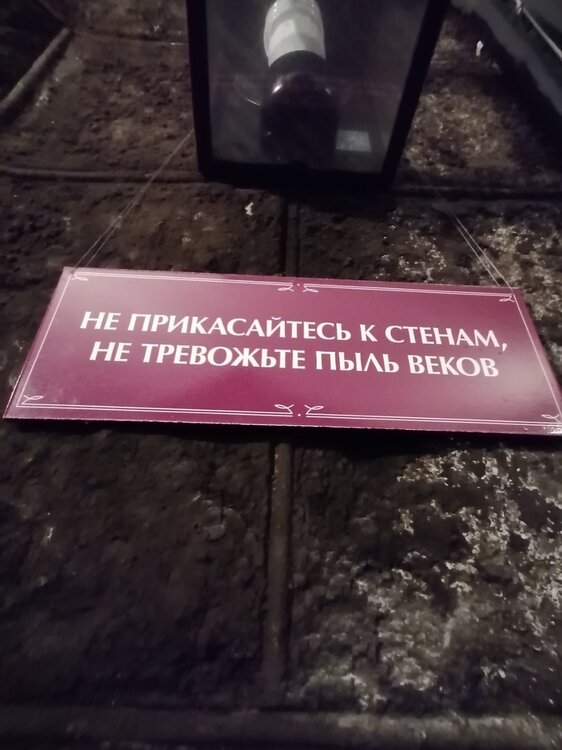 НЕ ПРИКАСАЙТЕСЬ К СТЕНАМ,
НЕ ТРЕВОЖЬТЕ ПЫЛЬ ВЕКОВ